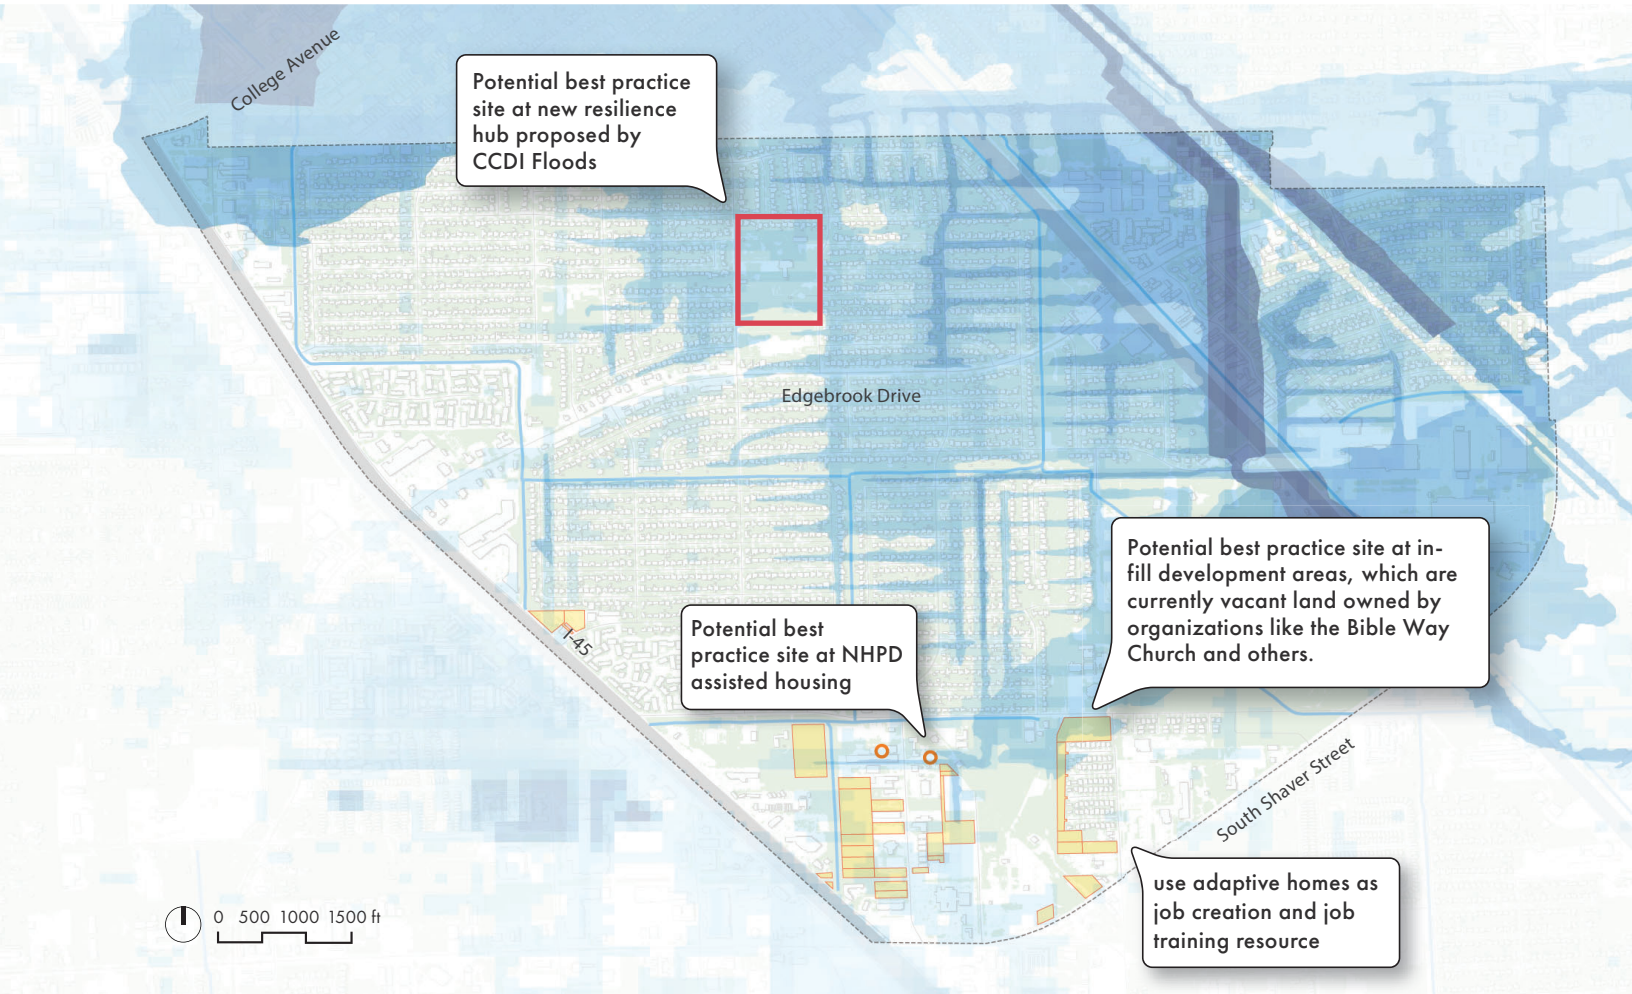 College Avenue
Potential best practice
site at new resilience
hub proposed by
CCDI Floods
Edgebrook Drive
Potential best practice site at in-
fill development areas, which are
currently vacant land owned by
organizations like the Bible Way
Church and others.
I-45
Potential best
practice site at NHPD
assisted housing
South Shaver Street
use adaptive homes as
job creation and job
training resource
0 500 1000 1500 ft